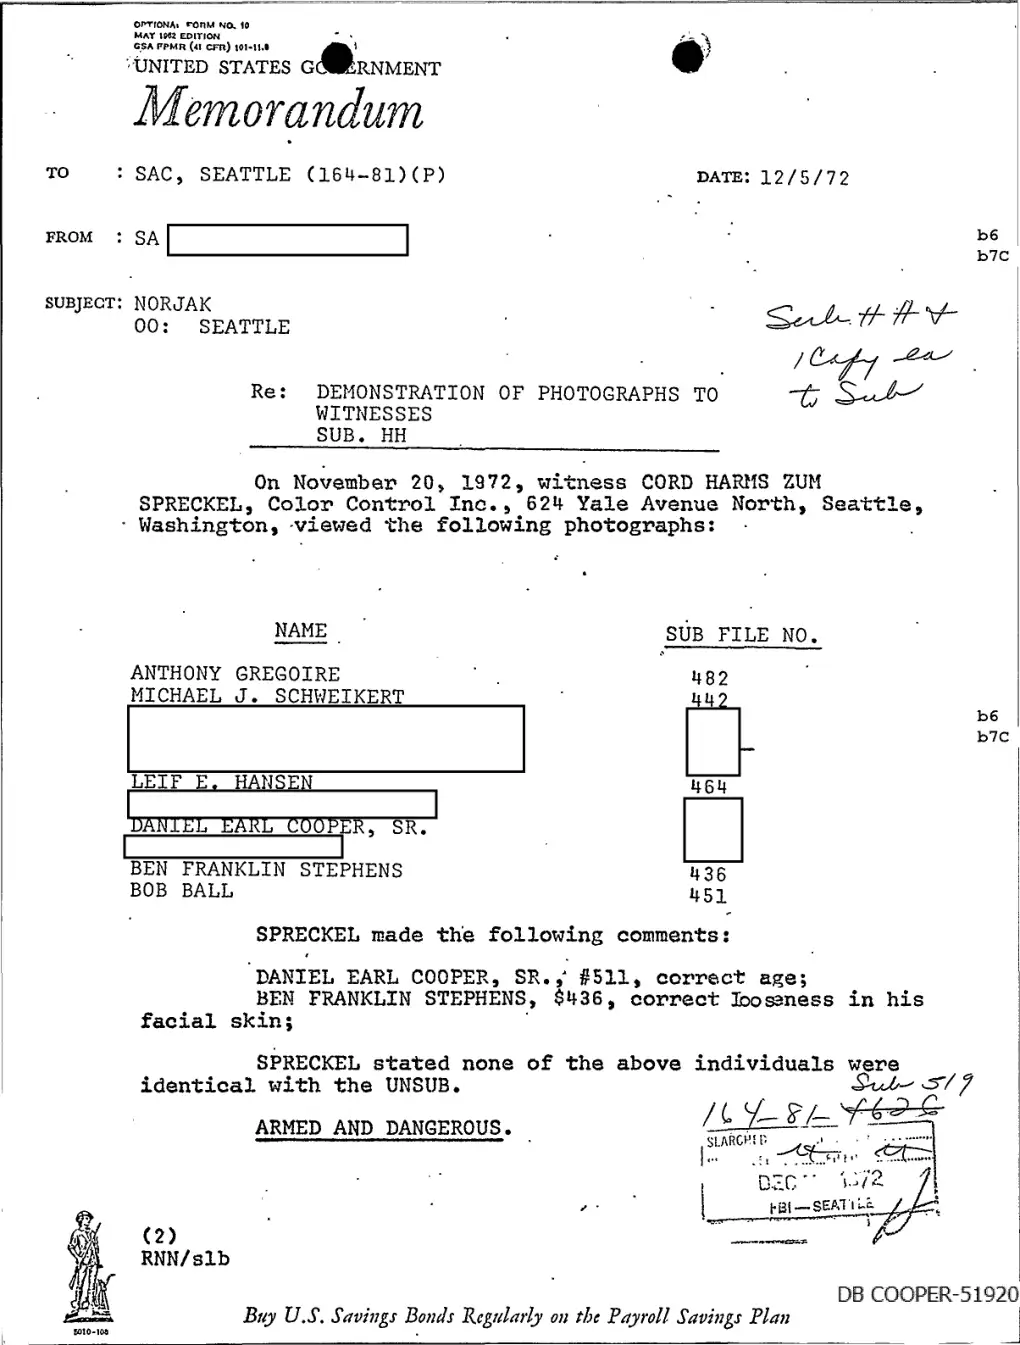 OPTIONAL FORM NO. 10
MAY 1962 EDITION
GSA FPMR (41 CFR) 101-11.6
UNITED STATES GOVERNMENT
Memorandum
TO : SAC, SEATTLE (164-81)(P) DATE: 12/5/72
FROM : SA b6
b7C
SUBJECT: NORJAK
OO: SEATTLE
Sub. HH &
1 Copy ea
to Sub
Re: DEMONSTRATION OF PHOTOGRAPHS TO
WITNESSES
SUB. HH
On November 20, 1972, witness CORD HARMS ZUM
SPRECKEL, Color Control Inc., 624 Yale Avenue North, Seattle,
Washington, viewed the following photographs:
NAME SUB FILE NO.
ANTHONY GREGOIRE 482
MICHAEL J. SCHWEIKERT 442
b6
b7C
LEIF E. HANSEN 464
DANIEL EARL COOPER, SR.
BEN FRANKLIN STEPHENS 436
BOB BALL 451
SPRECKEL made the following comments:
DANIEL EARL COOPER, SR., #511, correct age;
BEN FRANKLIN STEPHENS, $436, correct looseness in his
facial skin;
SPRECKEL stated none of the above individuals were
identical with the UNSUB.
Sub 519
164-81-
ARMED AND DANGEROUS.
SEARCHED
DEC 1972
FBI—SEATTLE
(2)
RNN/slb
DB COOPER-51920
Buy U.S. Savings Bonds Regularly on the Payroll Savings Plan
5010-108